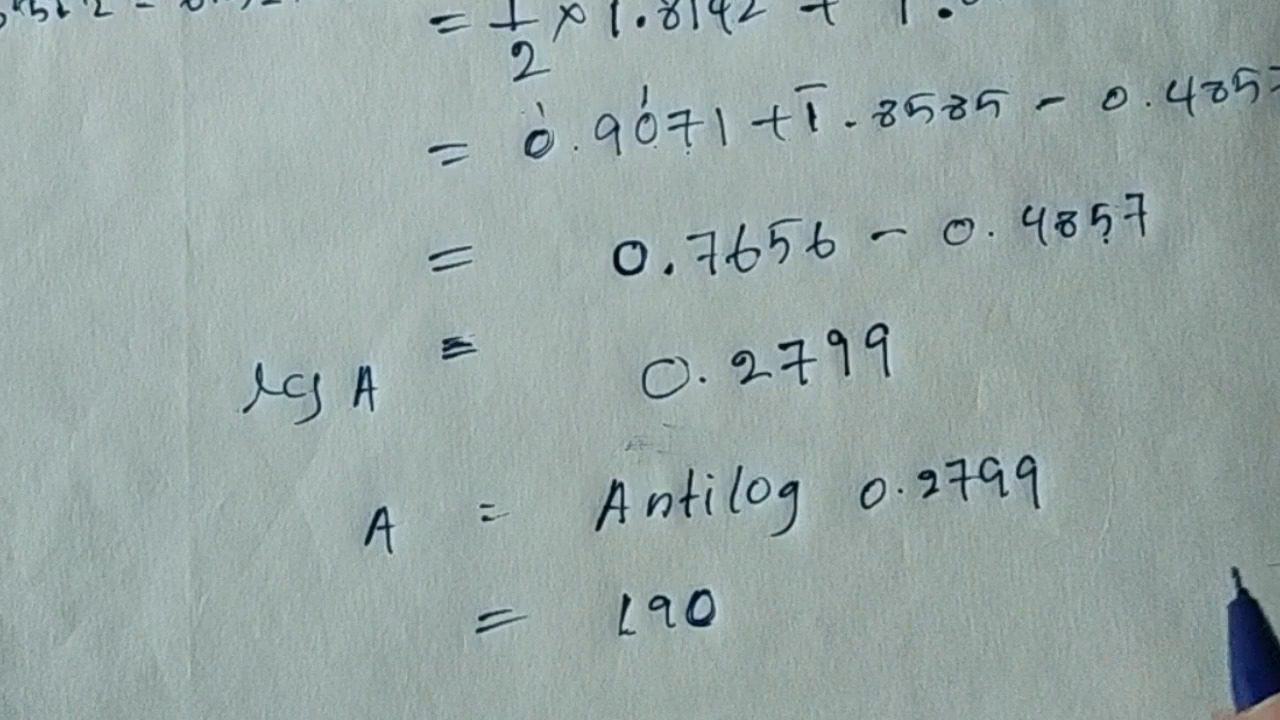 = 1/2 × 1.8142 + 1.
= 0.9071 + 1̄.8585 - 0.4857
= 0.7656 - 0.4857
log A = 0.2799
A = Antilog 0.2799
= 190